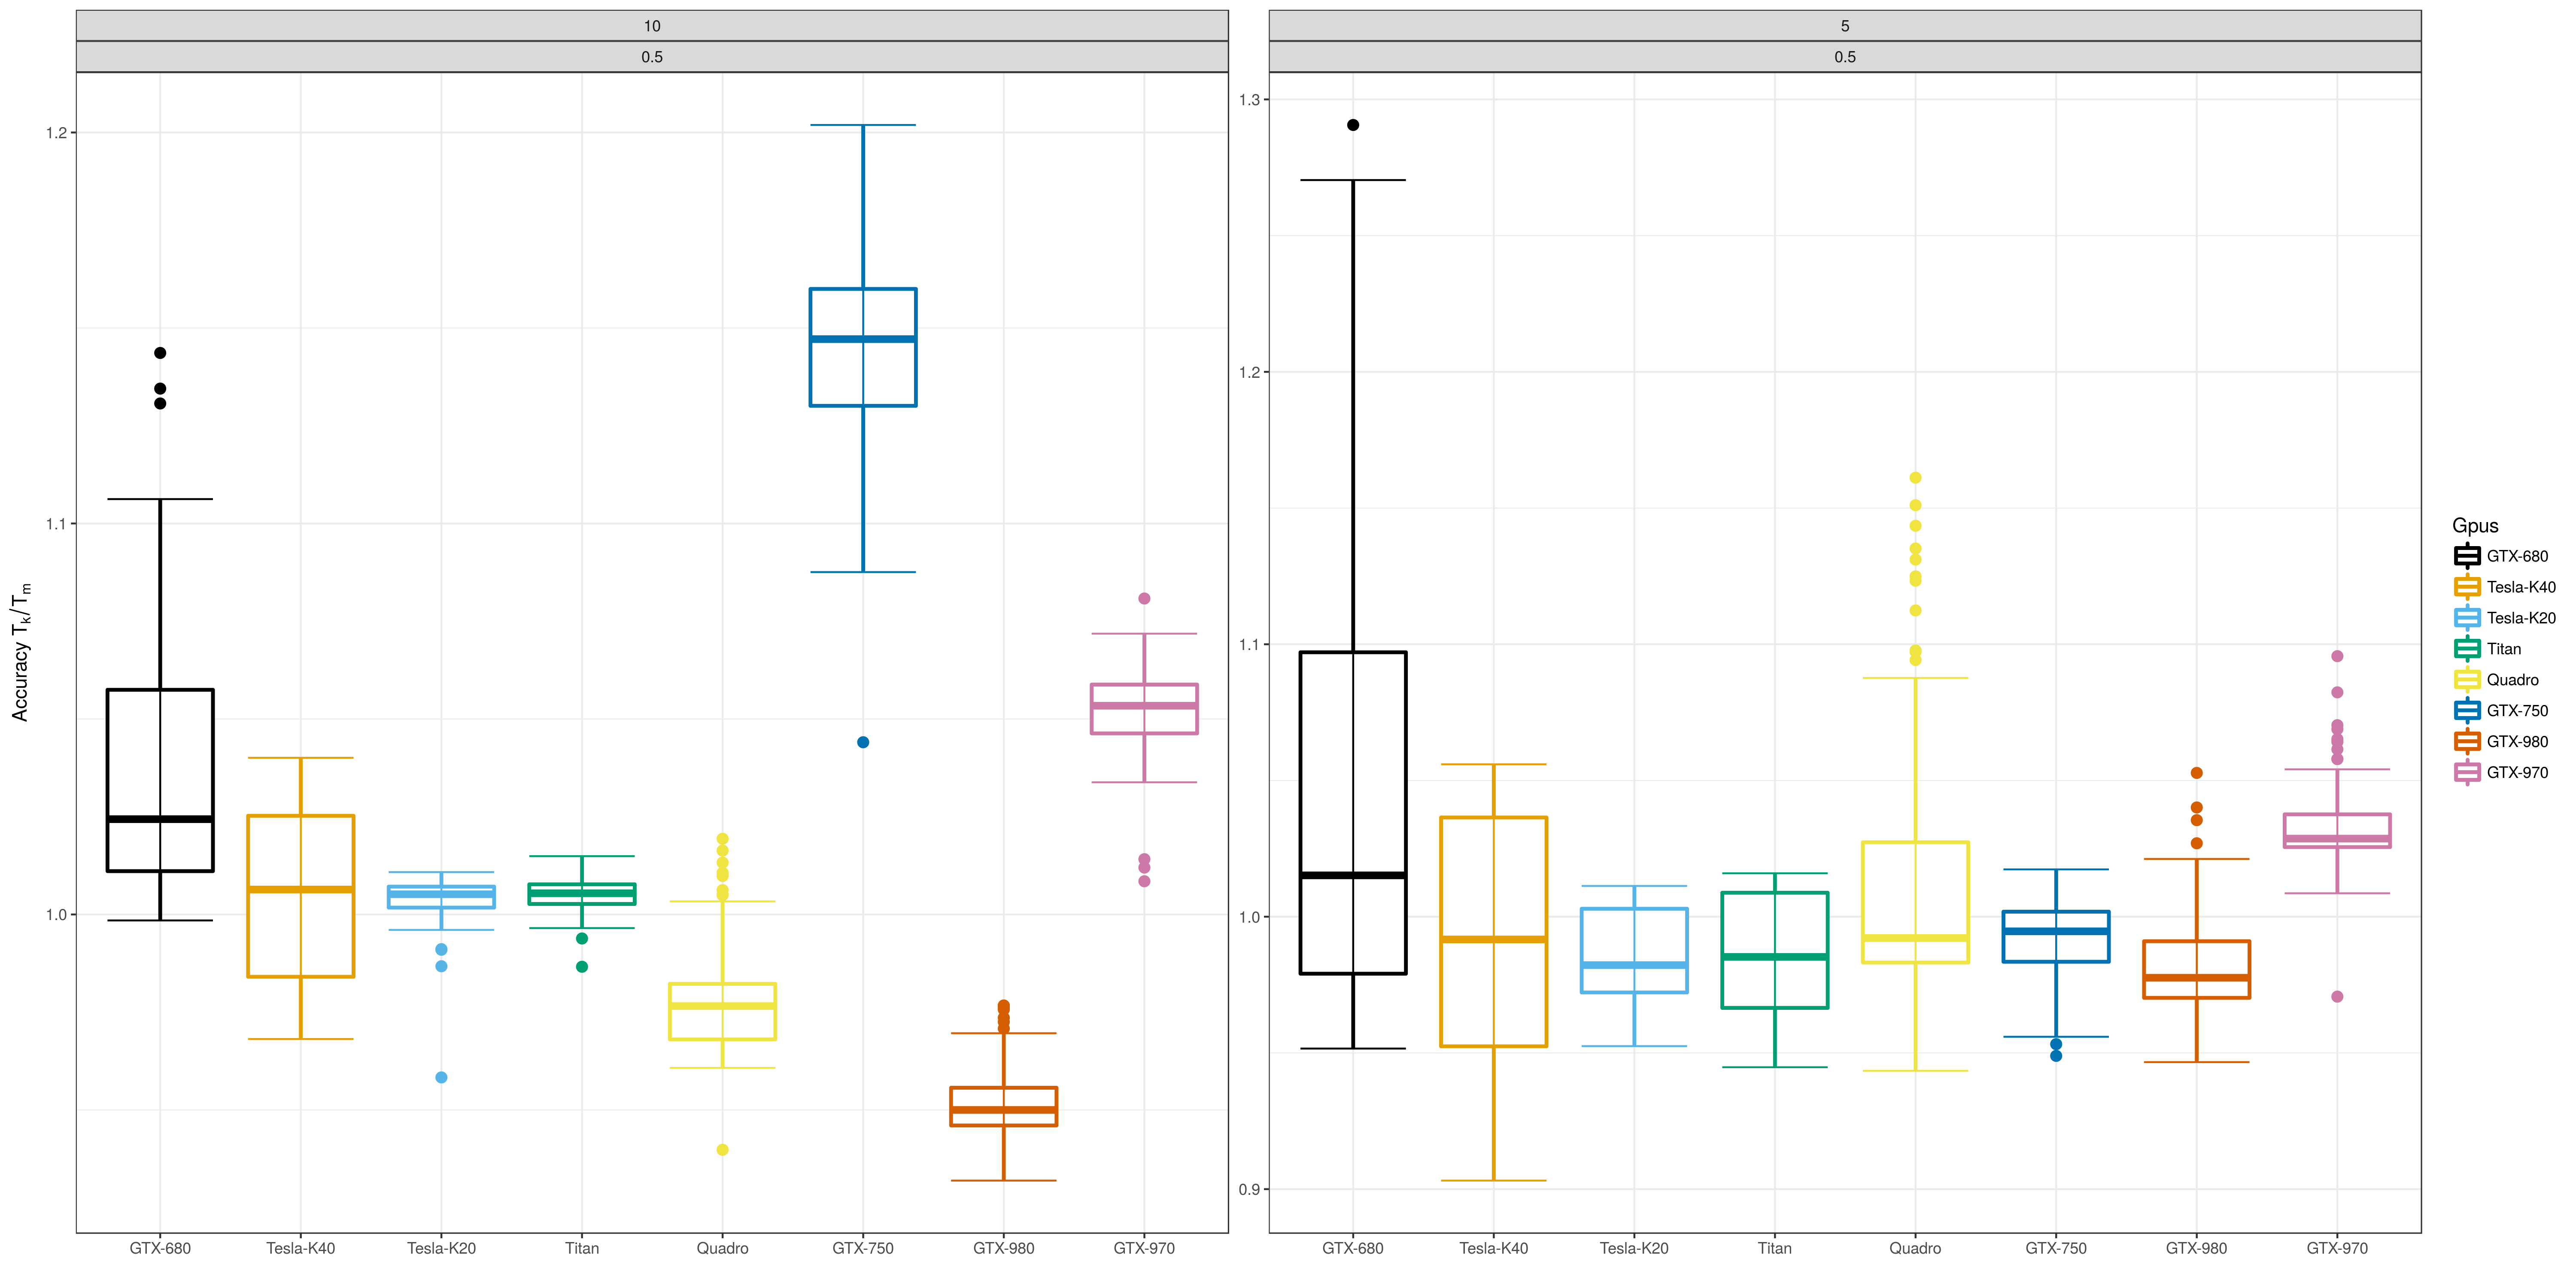 10
0.5
5
0.5
Accuracy Tk/Tm
1.2
1.1
1.0
1.3
1.2
1.1
1.0
0.9
GTX-680 Tesla-K40 Tesla-K20 Titan Quadro GTX-750 GTX-980 GTX-970
GTX-680 Tesla-K40 Tesla-K20 Titan Quadro GTX-750 GTX-980 GTX-970
Gpus
GTX-680
Tesla-K40
Tesla-K20
Titan
Quadro
GTX-750
GTX-980
GTX-970